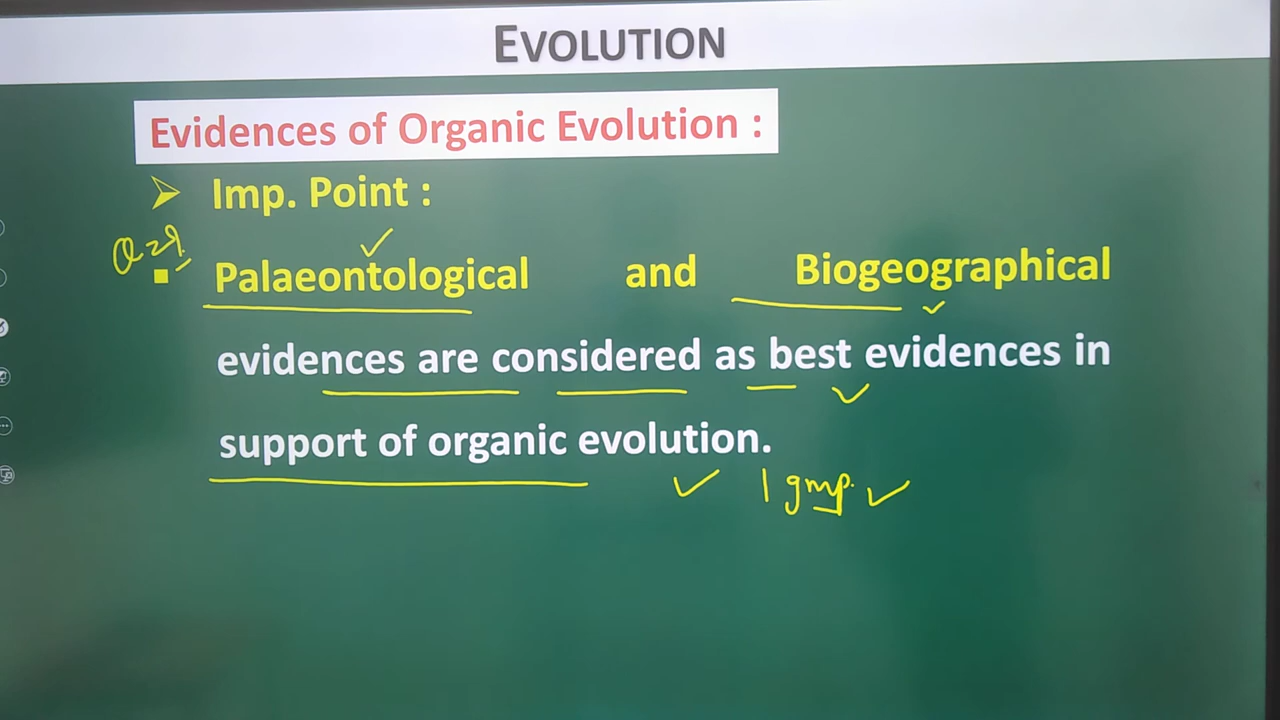 EVOLUTION
Evidences of Organic Evolution :
Imp. Point :
Palaeontological and Biogeographical
evidences are considered as best evidences in
support of organic evolution.